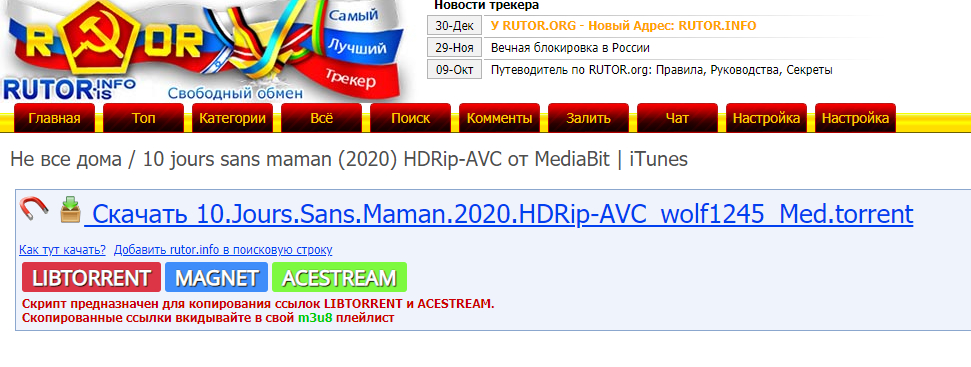 R OR
Самый
Лучший
Трекер
RUTOR.INFO
.IS
Свободный обмен
Новости трекера
30-Дек У RUTOR.ORG - Новый Адрес: RUTOR.INFO
29-Ноя Вечная блокировка в России
09-Окт Путеводитель по RUTOR.org: Правила, Руководства, Секреты
Главная Топ Категории Всё Поиск Комменты Залить Чат Настройка Настройка
Не все дома / 10 jours sans maman (2020) HDRip-AVC от MediaBit | iTunes
Скачать 10.Jours.Sans.Maman.2020.HDRip-AVC_wolf1245_Med.torrent
Как тут качать? Добавить rutor.info в поисковую строку
LIBTORRENT MAGNET ACESTREAM
Скрипт предназначен для копирования ссылок LIBTORRENT и ACESTREAM.
Скопированные ссылки вкидывайте в свой m3u8 плейлист